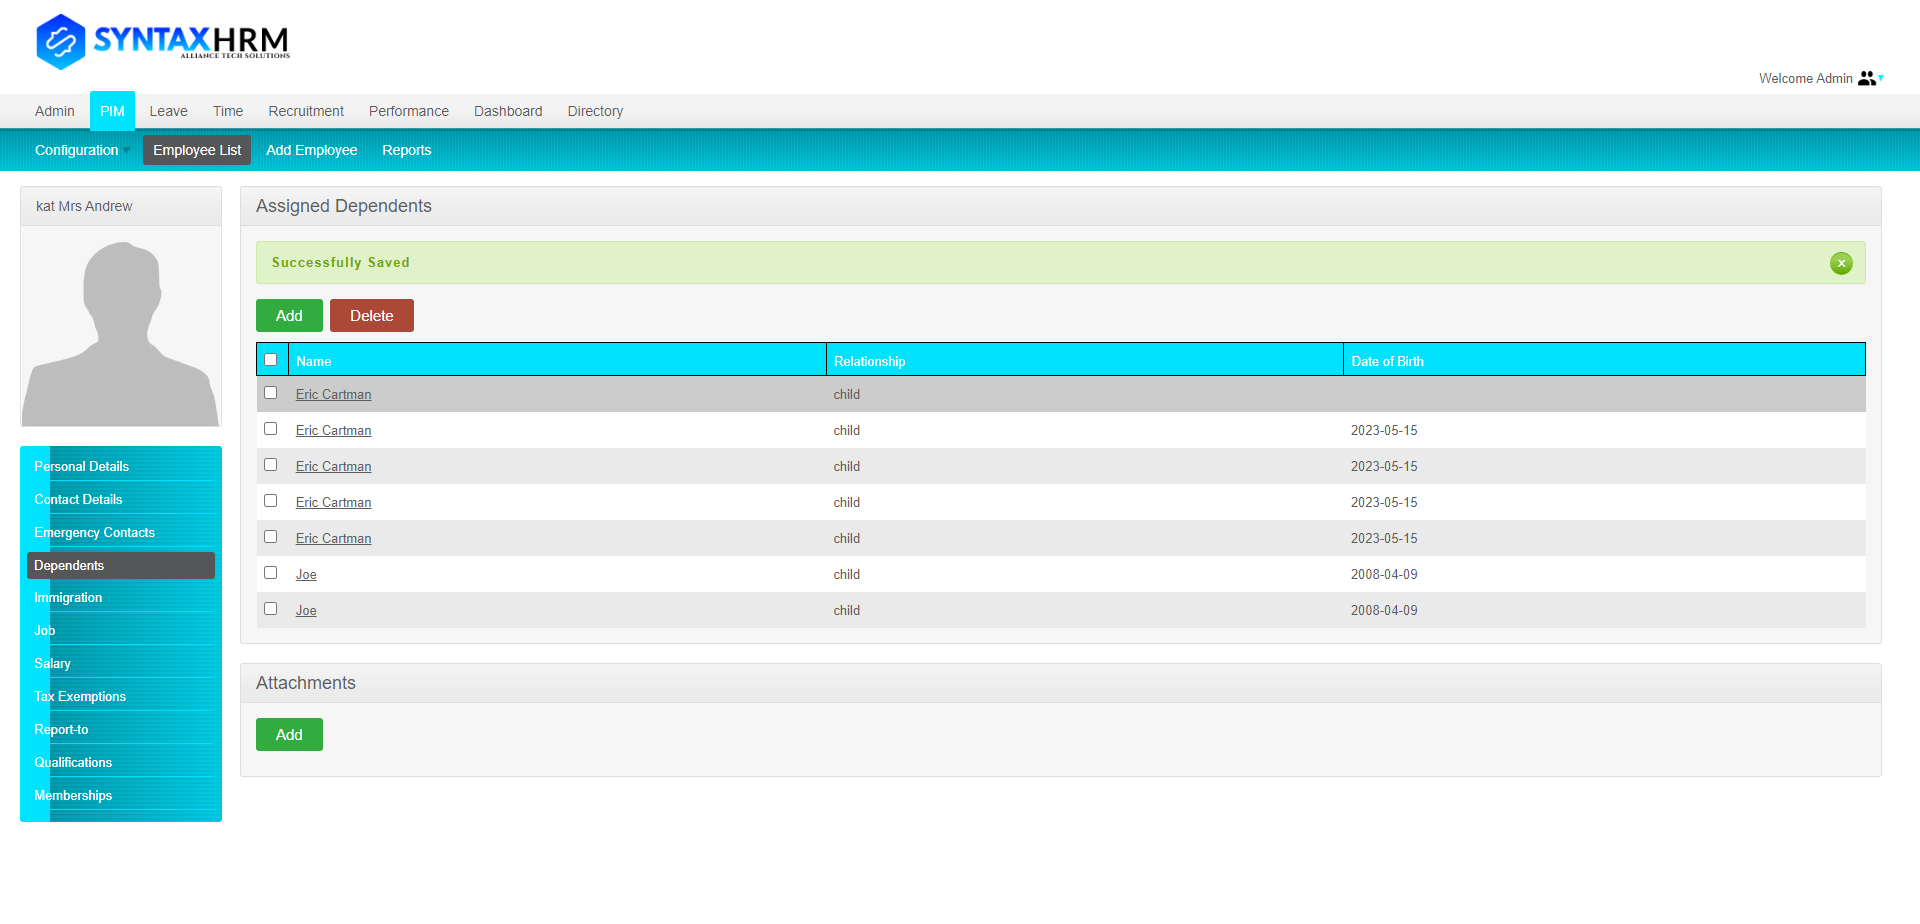 SYNTAXHRM
ALLIANCE TECH SOLUTIONS
Welcome Admin
Admin PIM Leave Time Recruitment Performance Dashboard Directory
Configuration Employee List Add Employee Reports
kat Mrs Andrew
Personal Details
Contact Details
Emergency Contacts
Dependents
Immigration
Job
Salary
Tax Exemptions
Report-to
Qualifications
Memberships
Assigned Dependents
Successfully Saved
x
Add Delete
Name Relationship Date of Birth
Eric Cartman child
Eric Cartman child 2023-05-15
Eric Cartman child 2023-05-15
Eric Cartman child 2023-05-15
Eric Cartman child 2023-05-15
Joe child 2008-04-09
Joe child 2008-04-09
Attachments
Add